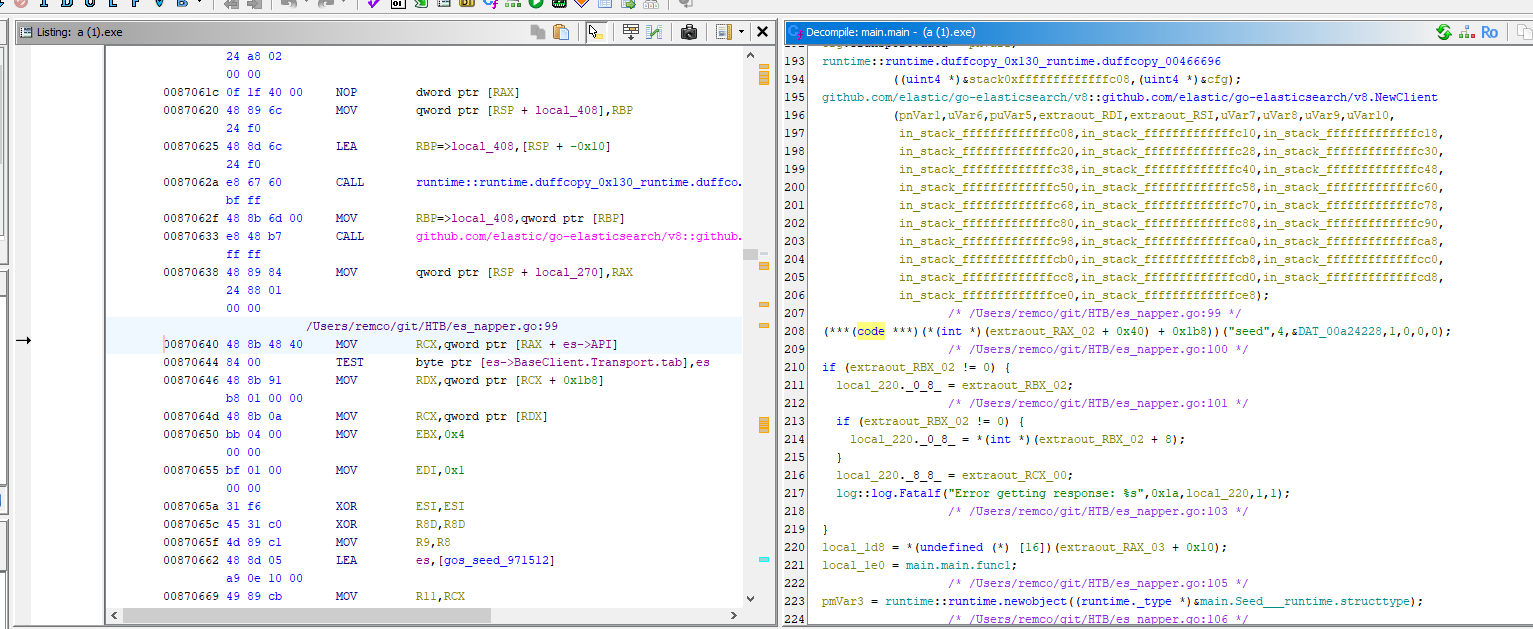 Listing: a (1).exe
24 a8 02
00 00
0087061c 0f 1f 40 00 NOP dword ptr [RAX]
00870620 48 89 6c MOV qword ptr [RSP + local_408],RBP
24 f0
00870625 48 8d 6c LEA RBP=>local_408,[RSP + -0x10]
24 f0
0087062a e8 67 60 CALL runtime::runtime.duffcopy_0x130_runtime.duffco.
bf ff
0087062f 48 8b 6d 00 MOV RBP=>local_408,qword ptr [RBP]
00870633 e8 48 b7 CALL github.com/elastic/go-elasticsearch/v8::github.
ff ff
00870638 48 89 84 MOV qword ptr [RSP + local_270],RAX
24 88 01
00 00
/Users/remco/git/HTB/es_napper.go:99
00870640 48 8b 48 40 MOV RCX,qword ptr [RAX + es->API]
00870644 84 00 TEST byte ptr [es->BaseClient.Transport.tab],es
00870646 48 8b 91 MOV RDX,qword ptr [RCX + 0x1b8]
b8 01 00 00
0087064d 48 8b 0a MOV RCX,qword ptr [RDX]
00870650 bb 04 00 MOV EBX,0x4
00 00
00870655 bf 01 00 MOV EDI,0x1
00 00
0087065a 31 f6 XOR ESI,ESI
0087065c 45 31 c0 XOR R8D,R8D
0087065f 4d 89 c1 MOV R9,R8
00870662 48 8d 05 LEA es,[gos_seed_971512]
a9 0e 10 00
00870669 49 89 cb MOV R11,RCX
Decompile: main.main - (a (1).exe)
Ro
193 runtime::runtime.duffcopy_0x130_runtime.duffcopy_00466696
194 ((uint4 *)&stack0xfffffffffffffc08,(uint4 *)&cfg);
195 github.com/elastic/go-elasticsearch/v8::github.com/elastic/go-elasticsearch/v8.NewClient
196 (pnVar1,uVar6,puVar5,extraout_RDI,extraout_RSI,uVar7,uVar8,uVar9,uVar10,
197 in_stack_fffffffffffffc08,in_stack_fffffffffffffc10,in_stack_fffffffffffffc18,
198 in_stack_fffffffffffffc20,in_stack_fffffffffffffc28,in_stack_fffffffffffffc30,
199 in_stack_fffffffffffffc38,in_stack_fffffffffffffc40,in_stack_fffffffffffffc48,
200 in_stack_fffffffffffffc50,in_stack_fffffffffffffc58,in_stack_fffffffffffffc60,
201 in_stack_fffffffffffffc68,in_stack_fffffffffffffc70,in_stack_fffffffffffffc78,
202 in_stack_fffffffffffffc80,in_stack_fffffffffffffc88,in_stack_fffffffffffffc90,
203 in_stack_fffffffffffffc98,in_stack_fffffffffffffca0,in_stack_fffffffffffffca8,
204 in_stack_fffffffffffffcb0,in_stack_fffffffffffffcb8,in_stack_fffffffffffffcc0,
205 in_stack_fffffffffffffcc8,in_stack_fffffffffffffcd0,in_stack_fffffffffffffcd8,
206 in_stack_fffffffffffffce0,in_stack_fffffffffffffce8);
207 /* /Users/remco/git/HTB/es_napper.go:99 */
208 (***(code ***)(*(int *)(extraout_RAX_02 + 0x40) + 0x1b8))("seed",4,&DAT_00a24228,1,0,0,0);
209 /* /Users/remco/git/HTB/es_napper.go:100 */
210 if (extraout_RBX_02 != 0) {
211 local_220._0_8_ = extraout_RBX_02;
212 /* /Users/remco/git/HTB/es_napper.go:101 */
213 if (extraout_RBX_02 != 0) {
214 local_220._0_8_ = *(int *)(extraout_RBX_02 + 8);
215 }
216 local_220._8_8_ = extraout_RCX_00;
217 log::log.Fatalf("Error getting response: %s",0x1a,local_220,1,1);
218 /* /Users/remco/git/HTB/es_napper.go:103 */
219 }
220 local_1d8 = *(undefined (*) [16])(extraout_RAX_03 + 0x10);
221 local_1e0 = main.main.func1;
222 /* /Users/remco/git/HTB/es_napper.go:105 */
223 pmVar3 = runtime::runtime.newobject((runtime._type *)&main.Seed___runtime.structtype);
224 /* /Users/remco/git/HTB/es_napper.go:106 */